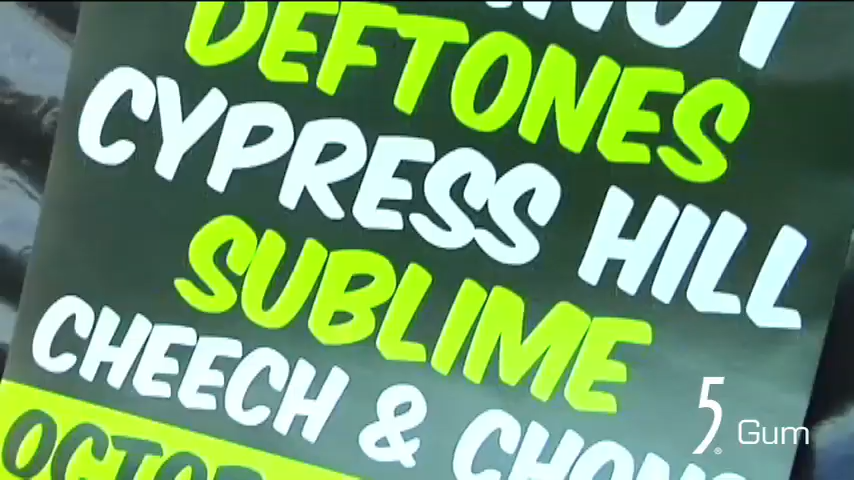 DEFTONES
CYPRESS HILL
SUBLIME
CHEECH & CHONG
5 Gum